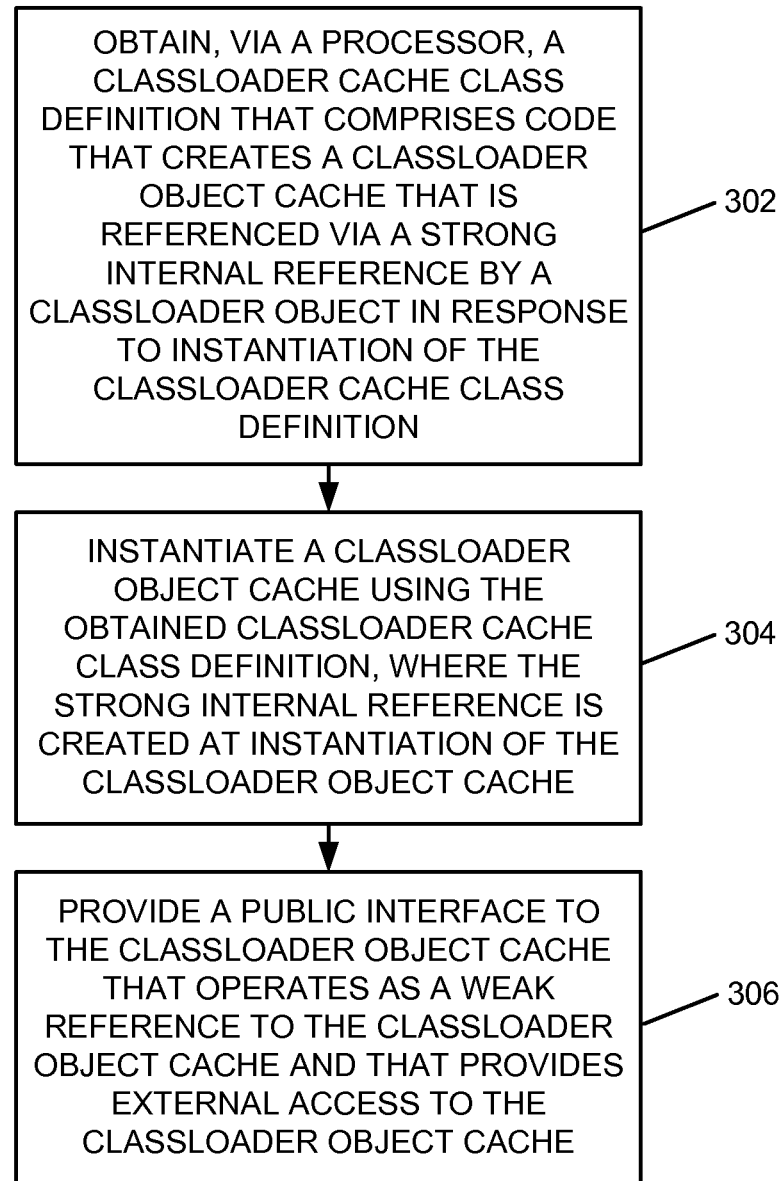 OBTAIN, VIA A PROCESSOR, A
CLASSLOADER CACHE CLASS
DEFINITION THAT COMPRISES CODE
THAT CREATES A CLASSLOADER
OBJECT CACHE THAT IS
REFERENCED VIA A STRONG
INTERNAL REFERENCE BY A
CLASSLOADER OBJECT IN RESPONSE
TO INSTANTIATION OF THE
CLASSLOADER CACHE CLASS
DEFINITION
302
INSTANTIATE A CLASSLOADER
OBJECT CACHE USING THE
OBTAINED CLASSLOADER CACHE
CLASS DEFINITION, WHERE THE
STRONG INTERNAL REFERENCE IS
CREATED AT INSTANTIATION OF THE
CLASSLOADER OBJECT CACHE
304
PROVIDE A PUBLIC INTERFACE TO
THE CLASSLOADER OBJECT CACHE
THAT OPERATES AS A WEAK
REFERENCE TO THE CLASSLOADER
OBJECT CACHE AND THAT PROVIDES
EXTERNAL ACCESS TO THE
CLASSLOADER OBJECT CACHE
306